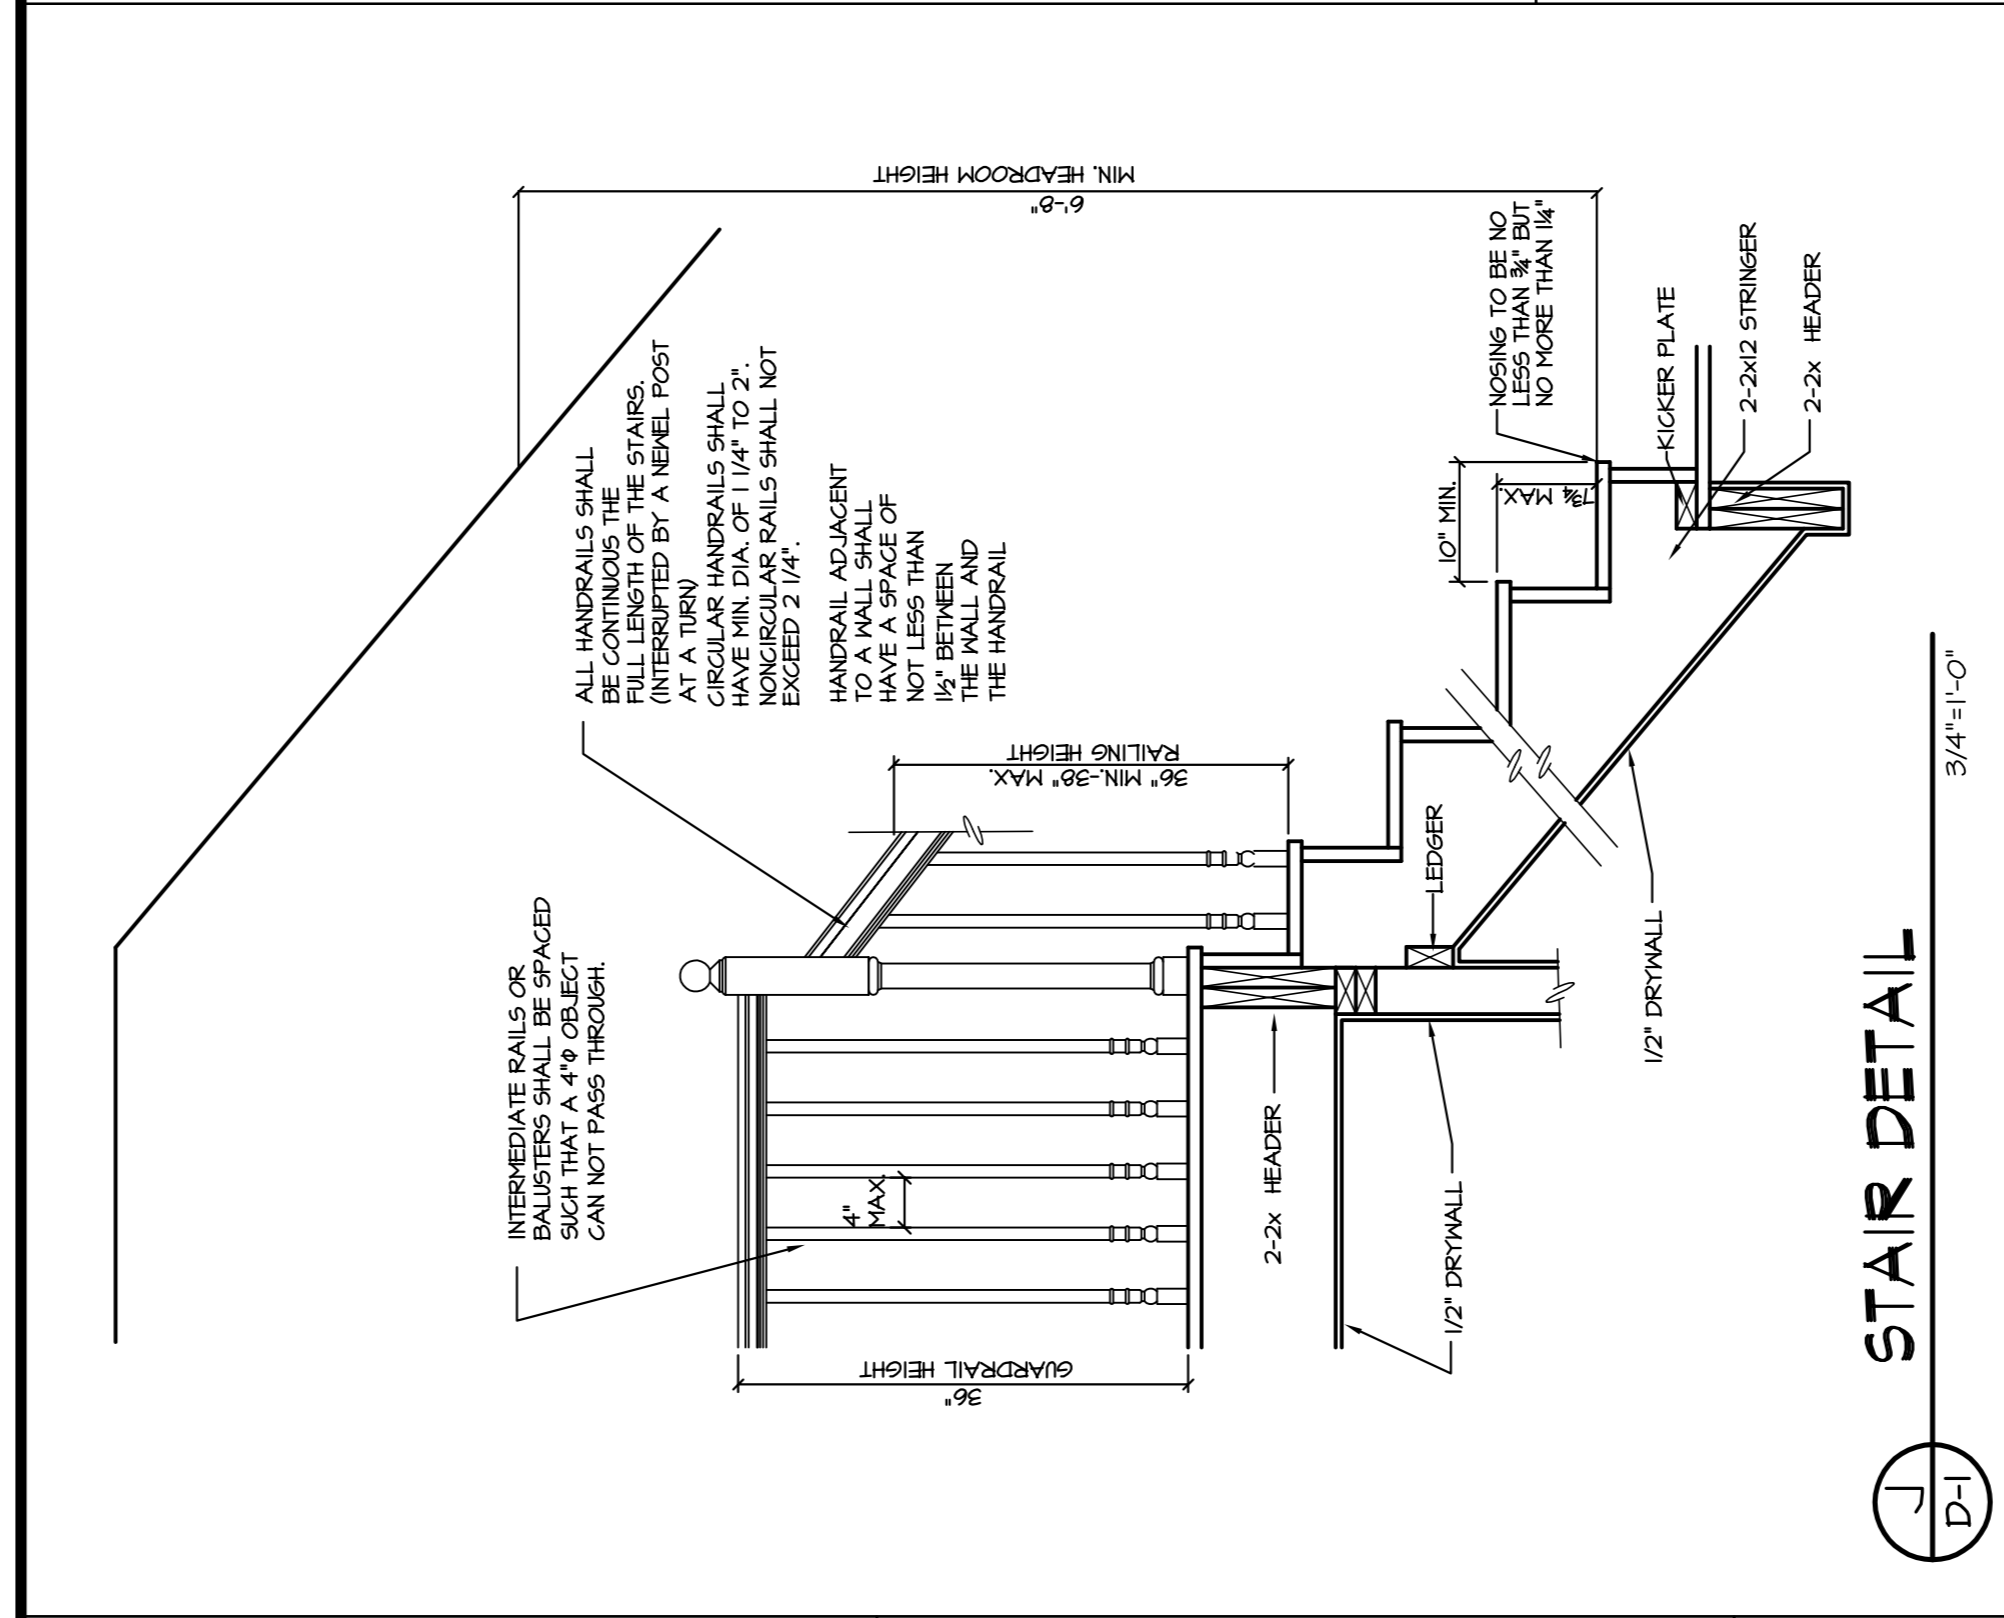 MIN. HEADROOM HEIGHT
6'-8"
ALL HANDRAILS SHALL
BE CONTINUOUS THE
FULL LENGTH OF THE STAIRS.
(INTERRUPTED BY A NEWEL POST
AT A TURN)
CIRCULAR HANDRAILS SHALL
HAVE MIN. DIA. OF 1 1/4" TO 2".
NONCIRCULAR RAILS SHALL NOT
EXCEED 2 1/4".
HANDRAIL ADJACENT
TO A WALL SHALL
HAVE A SPACE OF
NOT LESS THAN
1½" BETWEEN
THE WALL AND
THE HANDRAIL
INTERMEDIATE RAILS OR
BALUSTERS SHALL BE SPACED
SUCH THAT A 4"Φ OBJECT
CAN NOT PASS THROUGH.
RAILING HEIGHT
36" MIN.-38" MAX.
4"
MAX.
GUARDRAIL HEIGHT
36"
NOSING TO BE NO
LESS THAN ¾" BUT
NO MORE THAN 1¼"
10" MIN.
7¾ MAX.
KICKER PLATE
2-2x12 STRINGER
2-2x HEADER
LEDGER
2-2x HEADER
1/2" DRYWALL
1/2" DRYWALL
STAIR DETAIL
3/4"=1'-0"
J
D-1